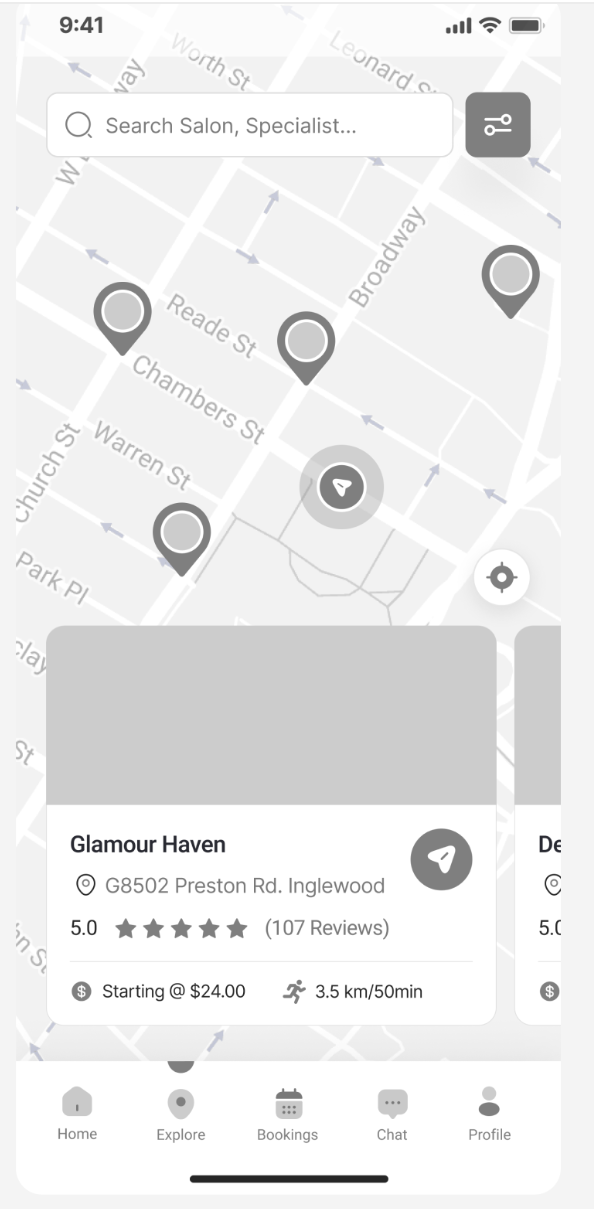 9:41
Worth St
Leonard S
way
Search Salon, Specialist...
W
Broadway
Reade St
Chambers St
Warren St
Church St
Park Pl
clay
St
Glamour Haven
De
G8502 Preston Rd. Inglewood
5.0 (107 Reviews)
5.0
n St
$ Starting @ $24.00 3.5 km/50min
$
Home
Explore
Bookings
Chat
Profile